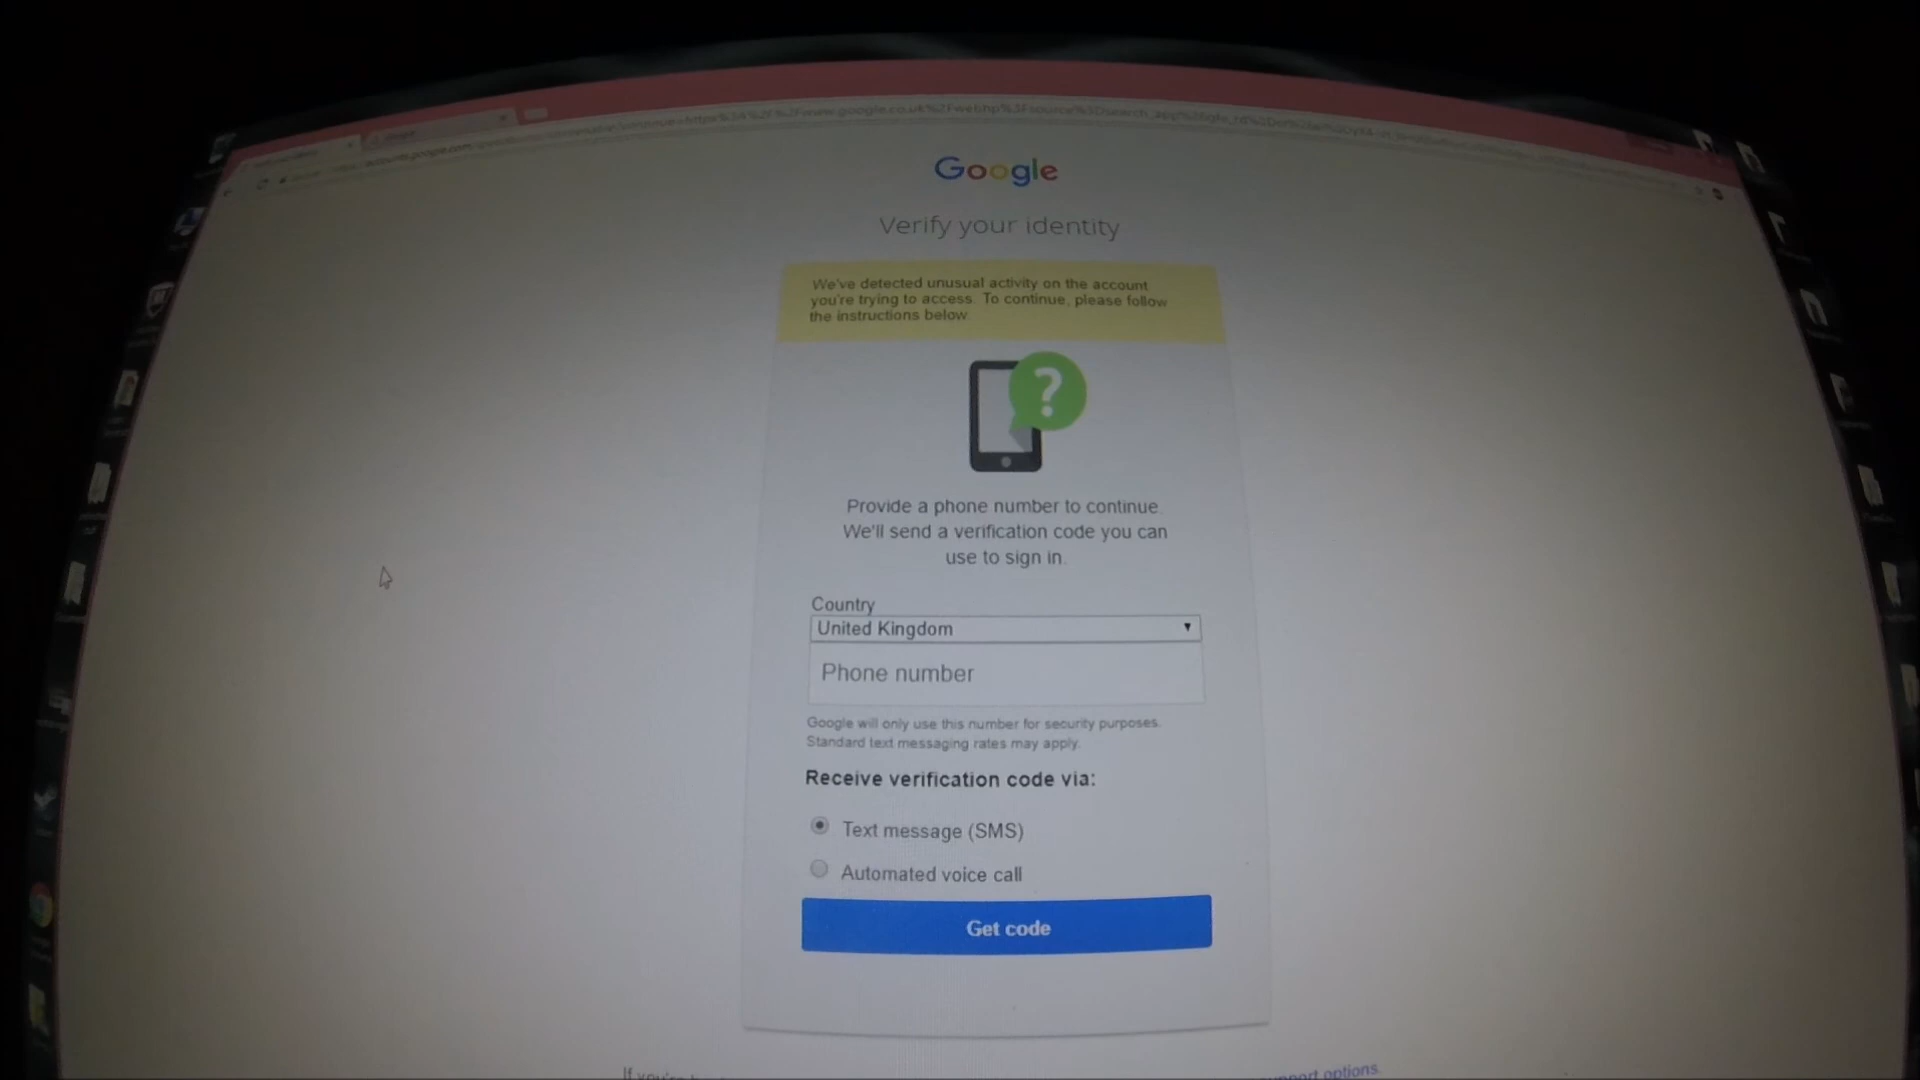 Google
Verify your identity
We've detected unusual activity on the account
you're trying to access. To continue, please follow
the instructions below.
?
Provide a phone number to continue.
We'll send a verification code you can
use to sign in.
Country
United Kingdom
Phone number
Google will only use this number for security purposes.
Standard text messaging rates may apply.
Receive verification code via:
Text message (SMS)
Automated voice call
Get code
options.